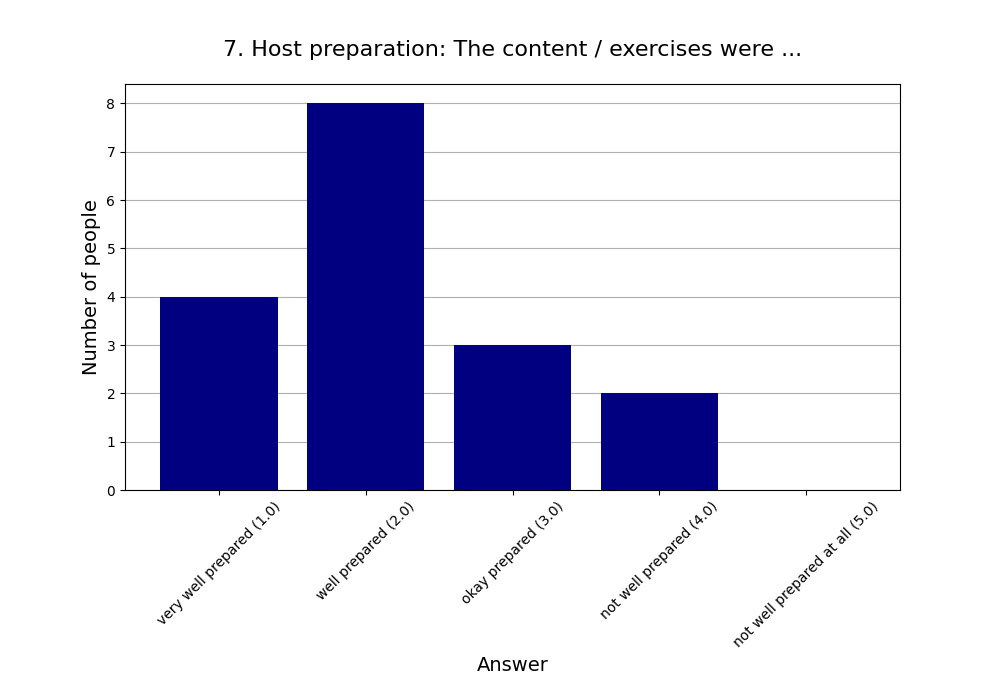 7. Host preparation: The content / exercises were ...
Number of people
8
7
6
5
4
3
2
1
0
very well prepared (1.0)
well prepared (2.0)
okay prepared (3.0)
not well prepared (4.0)
not well prepared at all (5.0)
Answer